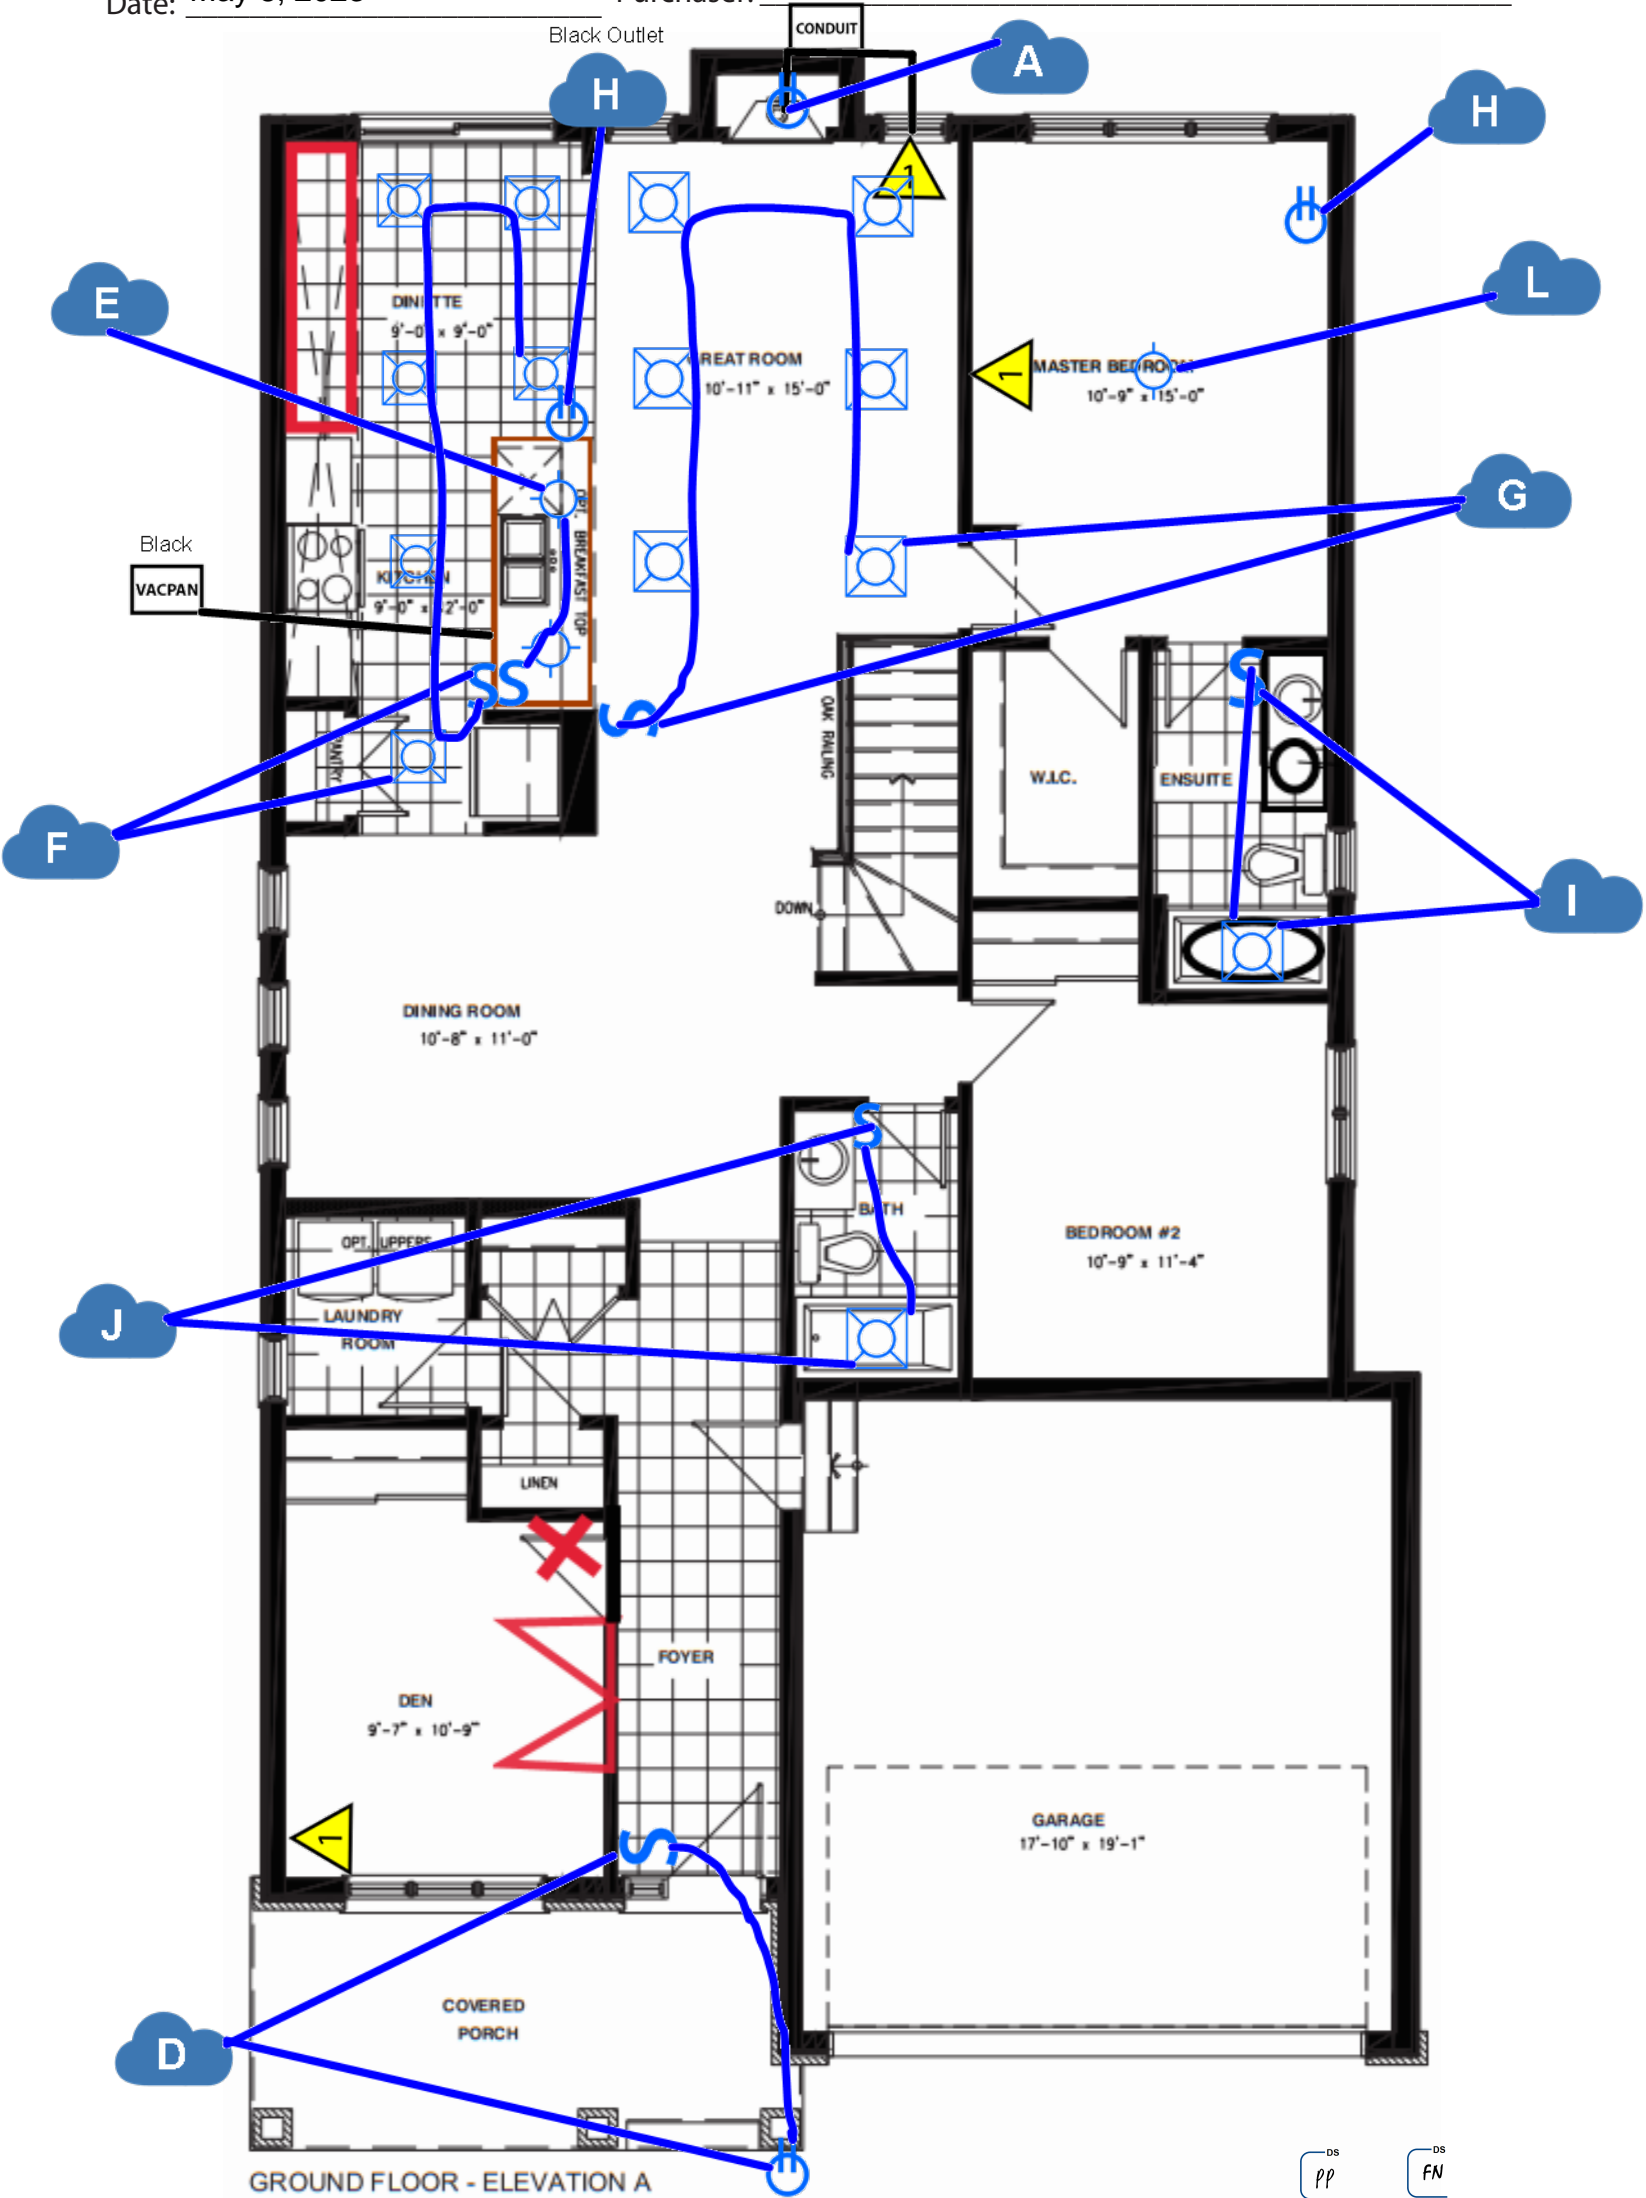 Date:
Purchaser:
CONDUIT
Black Outlet
A
H
H
1
E
DINETTE
9'-0" x 9'-0"
L
GREAT ROOM
10'-11" x 15'-0"
1
MASTER BEDROOM
10'-9" x 15'-0"
G
Black
VACPAN
OPT. BREAKFAST TOP
KITCHEN
9'-0" x 12'-0"
S S
S
S
PANTRY
OAK RAILING
W.I.C.
ENSUITE
F
I
DOWN
DINING ROOM
10'-8" x 11'-0"
S
BATH
BEDROOM #2
10'-9" x 11'-4"
OPT. UPPERS
LAUNDRY
ROOM
J
LINEN
FOYER
DEN
9'-7" x 10'-9"
1
S
GARAGE
17'-10" x 19'-1"
COVERED
PORCH
D
GROUND FLOOR - ELEVATION A
DS
PP
DS
FN